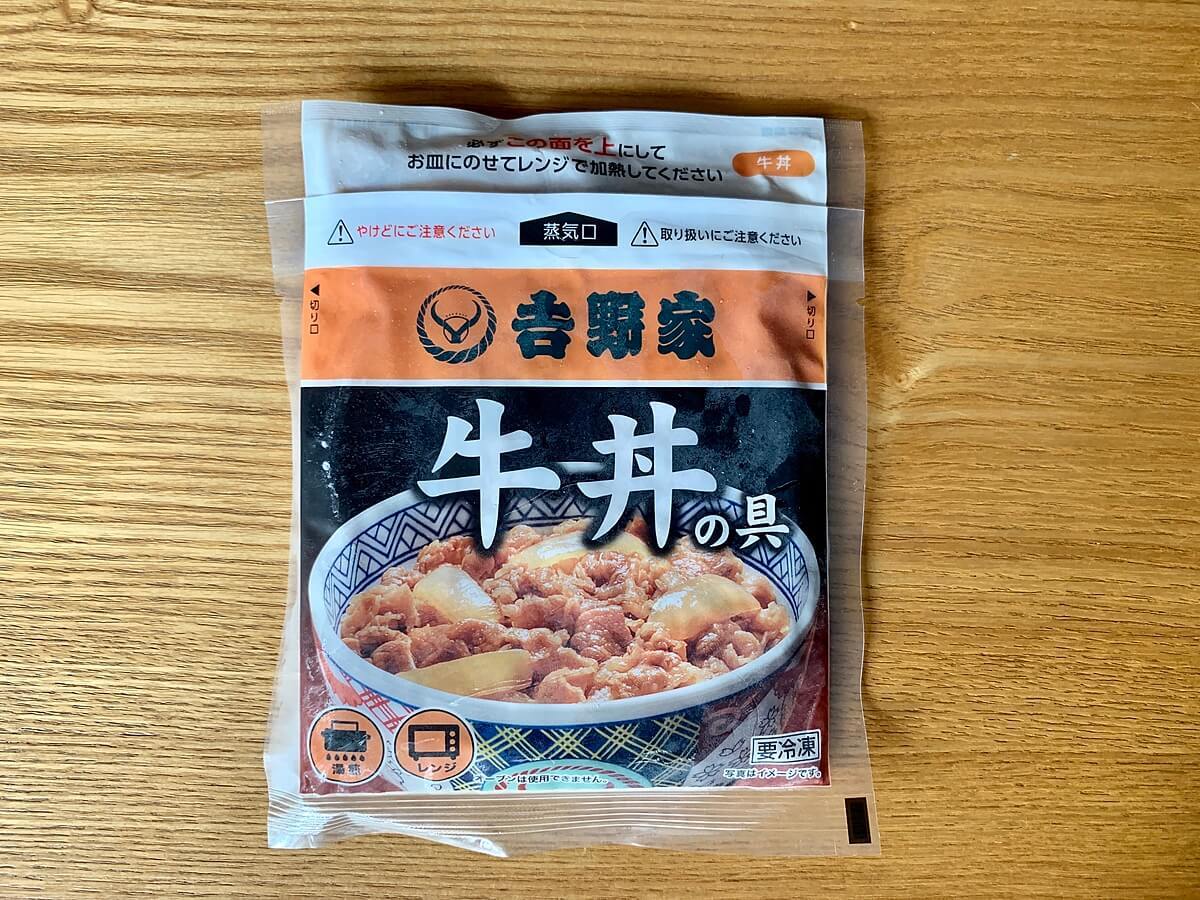 必ずこの面を上にして
お皿にのせてレンジで加熱してください
牛丼
やけどにご注意ください
蒸気口
取り扱いにご注意ください
◀切り口
吉野家
▶切り口
牛丼の具
湯煎
レンジ
オーブンは使用できません。
要冷凍
写真はイメージです。